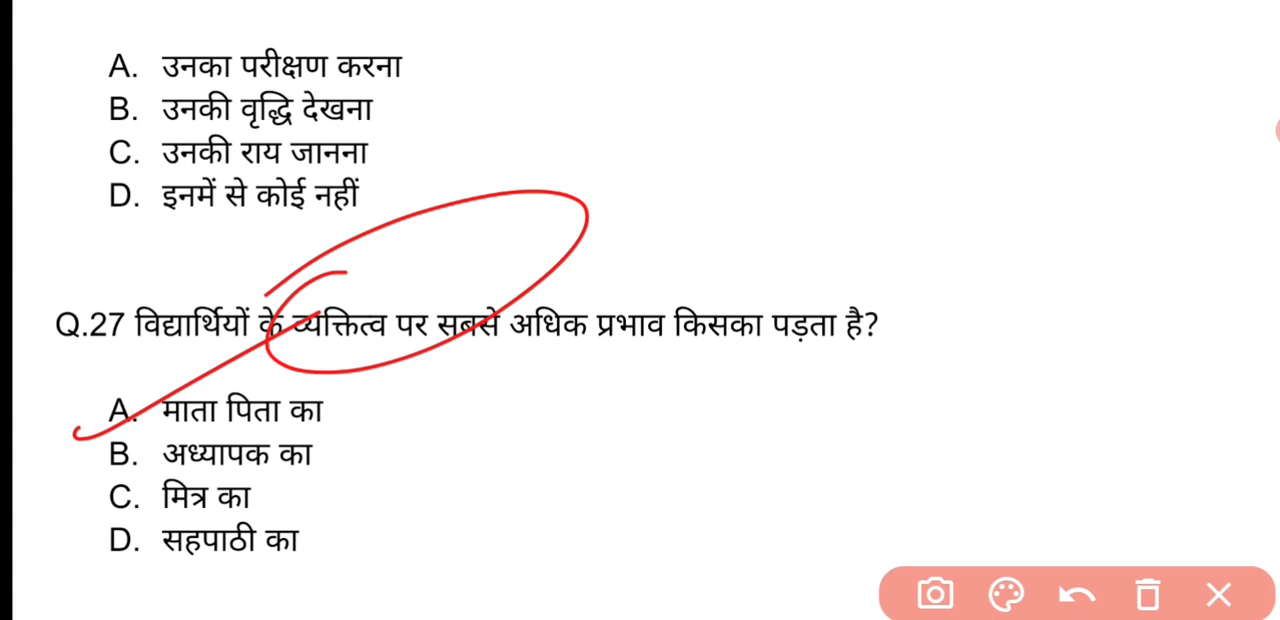 A. उनका परीक्षण करना
B. उनकी वृद्धि देखना
C. उनकी राय जानना
D. इनमें से कोई नहीं
Q.27 विद्यार्थियों के व्यक्तित्व पर सबसे अधिक प्रभाव किसका पड़ता है?
A. माता पिता का
B. अध्यापक का
C. मित्र का
D. सहपाठी का